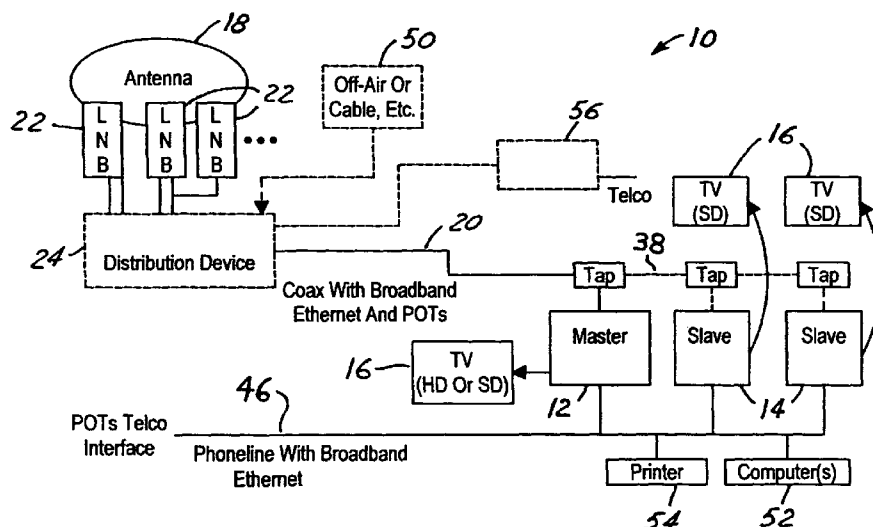 18
50
10
Antenna
Off-Air Or
Cable, Etc.
22
22
L
N
B
L
N
B
L
N
B
56
16
Telco
TV
(SD)
TV
(SD)
24
Distribution Device
20
38
Coax With Broadband
Ethernet And POTs
Tap
Tap
Tap
Master
Slave
Slave
16
TV
(HD Or SD)
12
14
46
POTs Telco
Interface
Phoneline With Broadband
Ethernet
Printer
Computer(s)
54
52